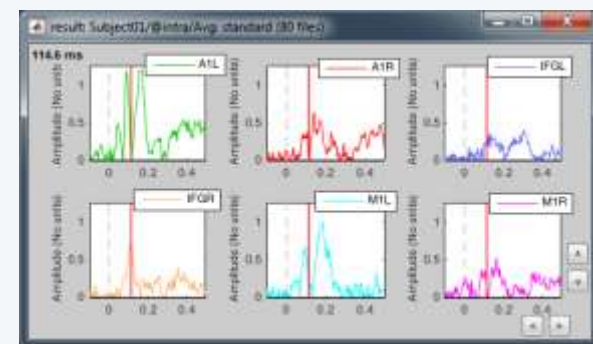 result: Subject01/@intra/Avg: standard (80 files)
114.6 ms
A1L
A1R
IFGL
Amplitude (No units)
Amplitude (No units)
Amplitude (No units)
1
0.5
0
1
0.5
0
1
0.5
0
0 0.2 0.4
0 0.2 0.4
0 0.2 0.4
IFGR
M1L
M1R
Amplitude (No units)
Amplitude (No units)
Amplitude (No units)
1
0.5
0
1
0.5
0
1
0.5
0
0 0.2 0.4
0 0.2 0.4
0 0.2 0.4